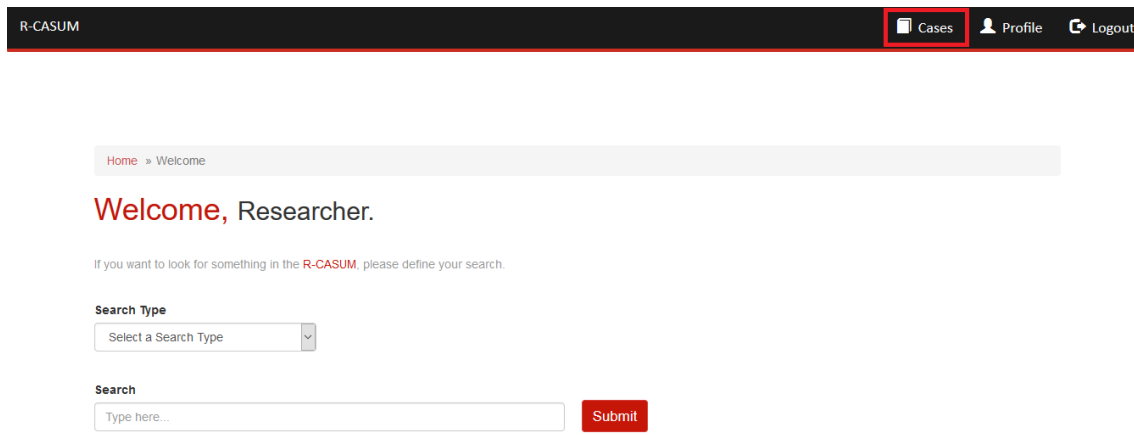 R-CASUM Cases Profile Logout
Home » Welcome
Welcome, Researcher.
If you want to look for something in the R-CASUM, please define your search.
Search Type
Select a Search Type
Search
Type here... Submit